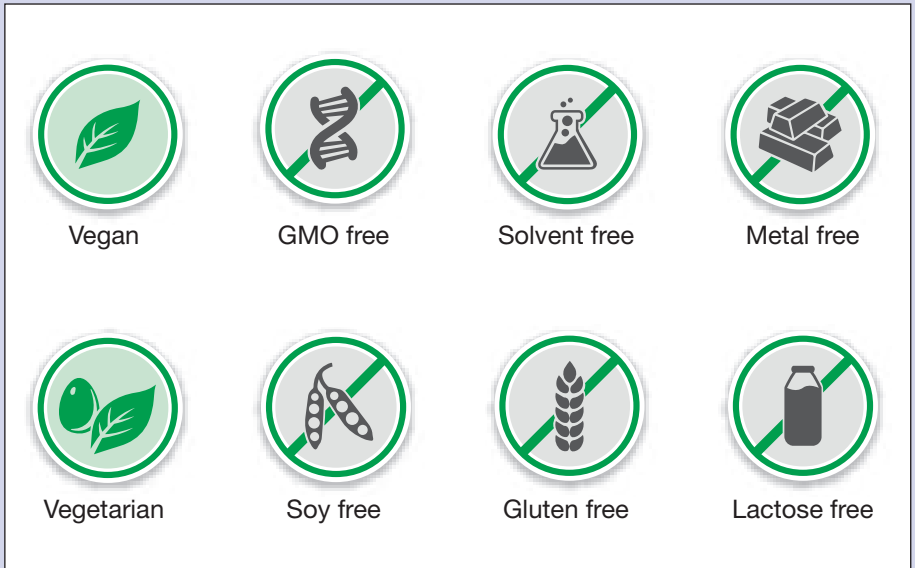 Vegan
GMO free
Solvent free
Metal free
Vegetarian
Soy free
Gluten free
Lactose free